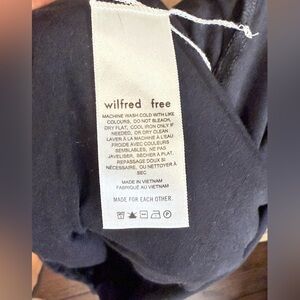 wilfred free
MACHINE WASH COLD WITH LIKE
COLOURS, DO NOT BLEACH,
DRY FLAT, COOL IRON ONLY IF
NEEDED, OR DRY CLEAN
LAVER À LA MACHINE À L'EAU
FROIDE AVEC COULEURS
SEMBLABLES, NE PAS
JAVELISER, SÉCHER À PLAT,
REPASSAGE DOUX SI
NÉCESSAIRE, OU NETTOYER À
SEC
MADE IN VIETNAM
FABRIQUÉ AU VIETNAM
MADE FOR EACH OTHER.